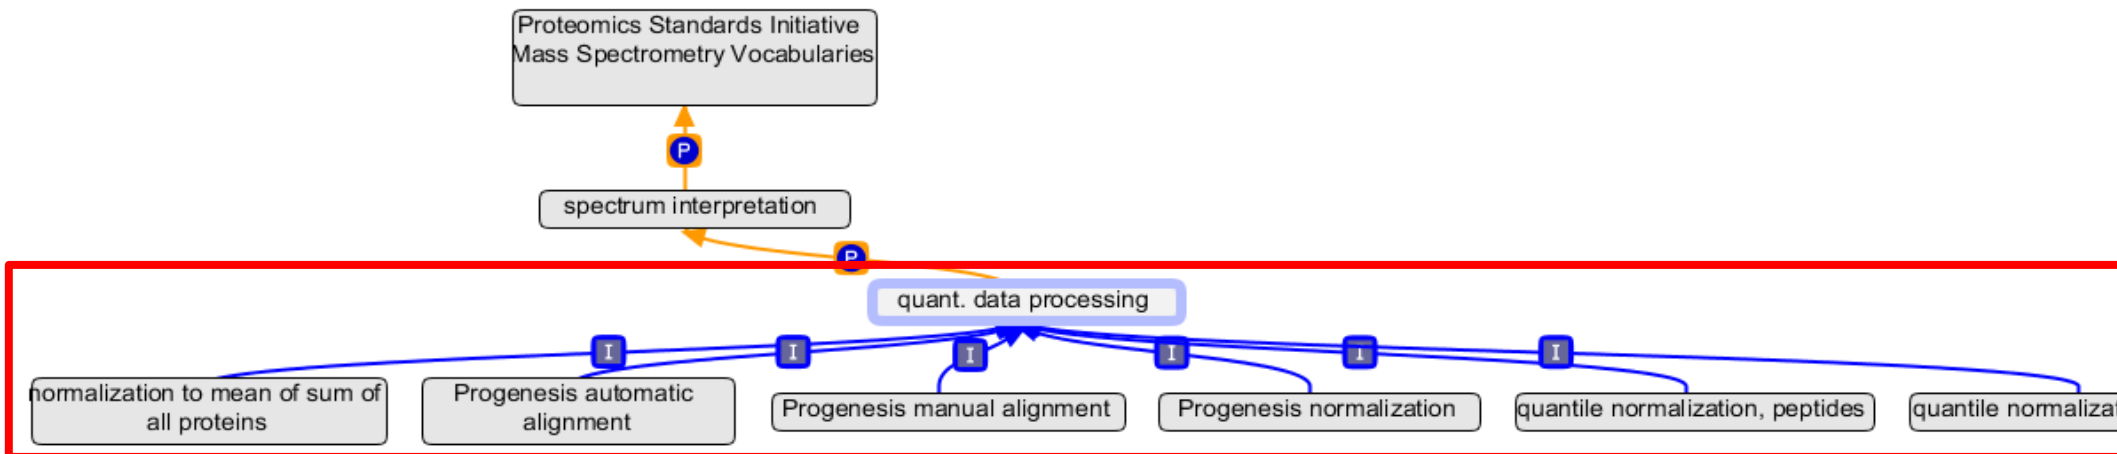 Proteomics Standards Initiative
Mass Spectrometry Vocabularies
P
spectrum interpretation
P
quant. data processing
I
I
I
I
I
I
normalization to mean of sum of
all proteins
Progenesis automatic
alignment
Progenesis manual alignment
Progenesis normalization
quantile normalization, peptides
quantile